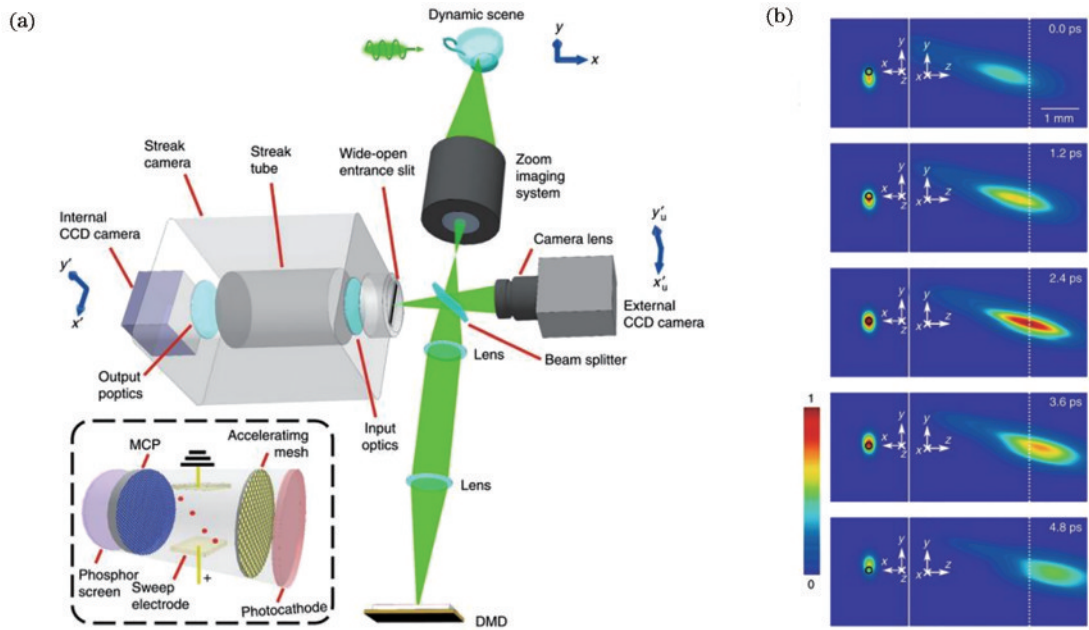 (a)
Dynamic scene
y
x
Streak
camera
Streak
tube
Wide-open
entrance slit
Zoom
imaging
system
Internal
CCD camera
y'
x'
Camera lens
y'u
x'u
External
CCD camera
Beam splitter
Lens
Output
poptics
Input
optics
MCP
Acceleratimg
mesh
Lens
Phosphor
screen
Sweep
electrode
+
Photocathode
DMD
(b)
0.0 ps
y
y
x
z
x
z
1 mm
1.2 ps
y
y
x
z
x
z
2.4 ps
y
y
x
z
x
z
1
3.6 ps
y
y
x
z
x
z
4.8 ps
y
y
x
z
x
z
0